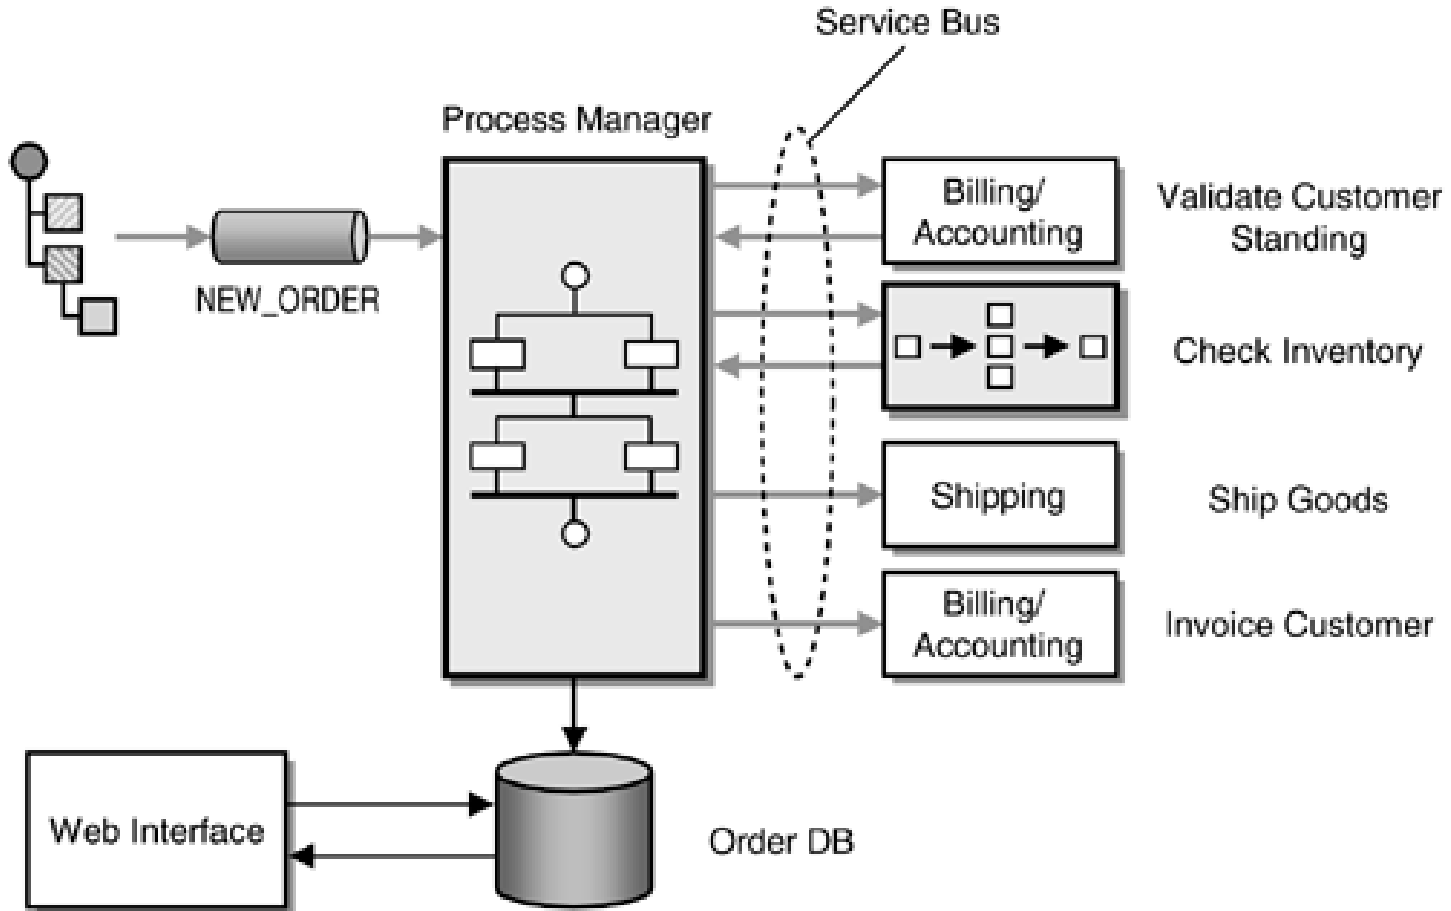 Service Bus
Process Manager
Billing/
Accounting
Validate Customer
Standing
NEW_ORDER
Check Inventory
Shipping
Ship Goods
Billing/
Accounting
Invoice Customer
Web Interface
Order DB